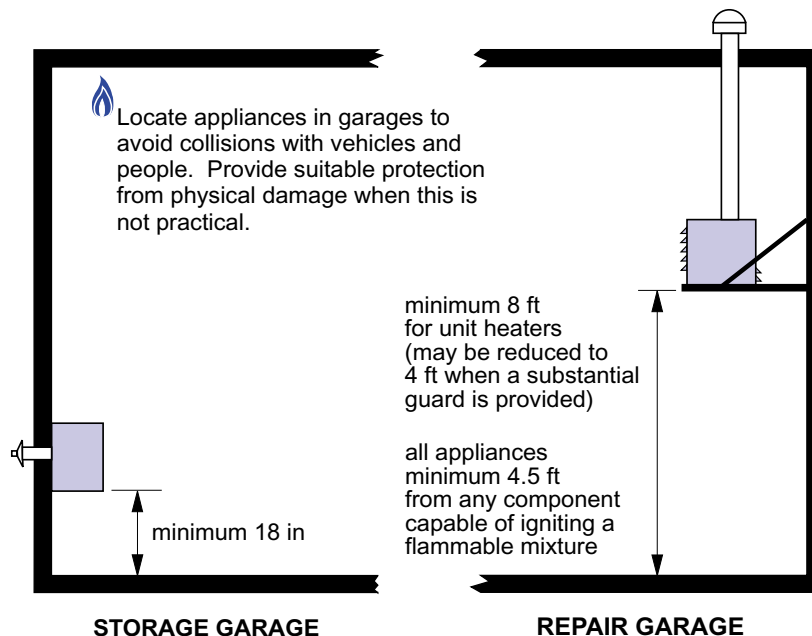 Locate appliances in garages to
avoid collisions with vehicles and
people.  Provide suitable protection
from physical damage when this is
not practical.
minimum 18 in
STORAGE GARAGE
minimum 8 ft
for unit heaters
(may be reduced to
4 ft when a substantial
guard is provided)
all appliances
minimum 4.5 ft
from any component
capable of igniting a
flammable mixture
REPAIR GARAGE